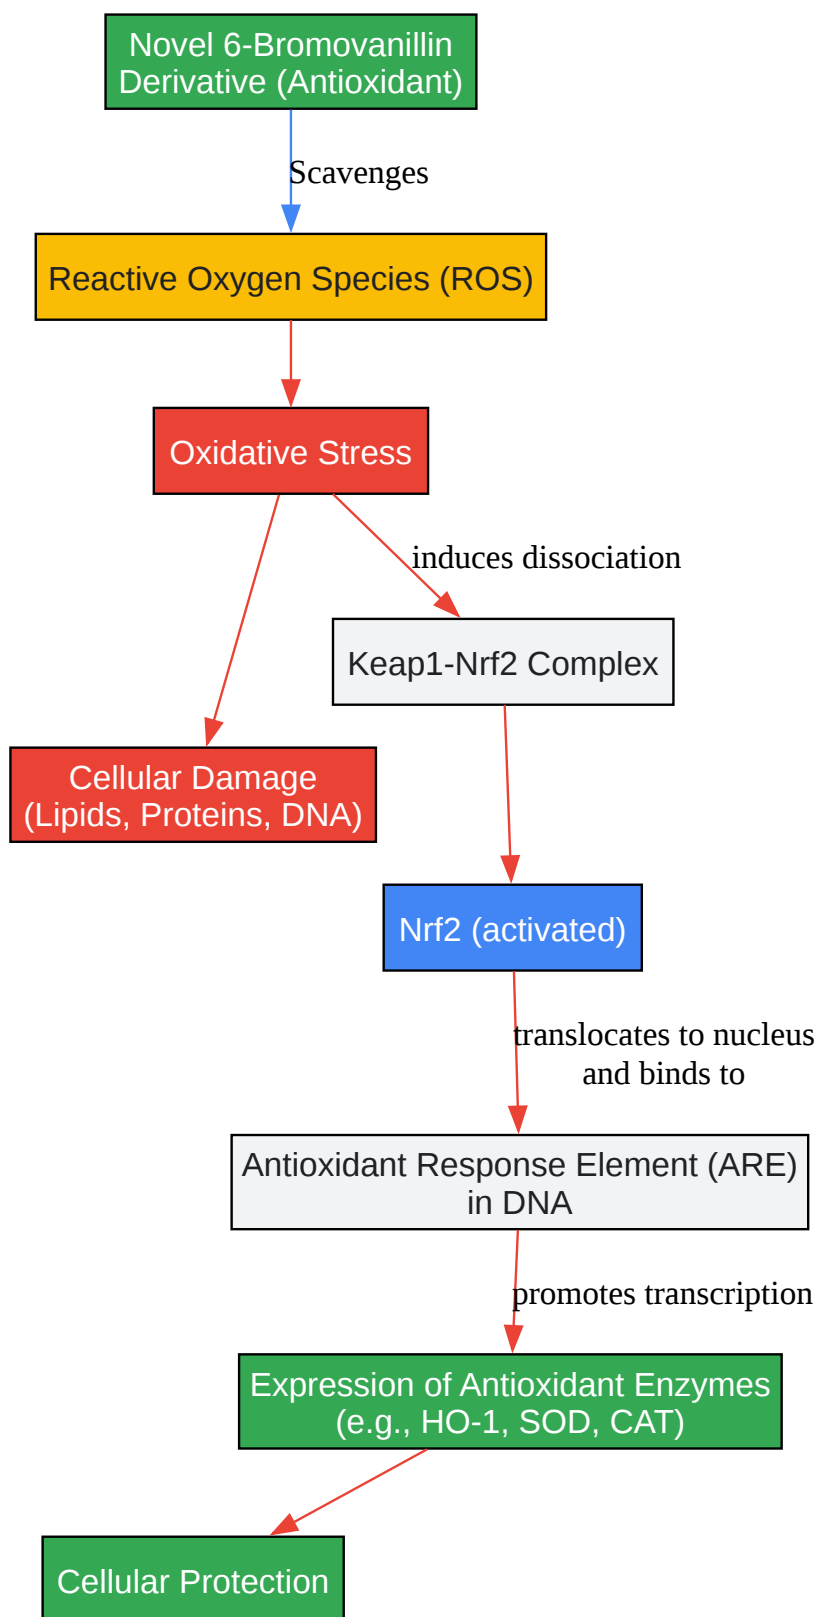 Novel 6-Bromovanillin
Derivative (Antioxidant)
Scavenges
Reactive Oxygen Species (ROS)
Oxidative Stress
induces dissociation
Keap1-Nrf2 Complex
Cellular Damage
(Lipids, Proteins, DNA)
Nrf2 (activated)
translocates to nucleus
and binds to
Antioxidant Response Element (ARE)
in DNA
promotes transcription
Expression of Antioxidant Enzymes
(e.g., HO-1, SOD, CAT)
Cellular Protection